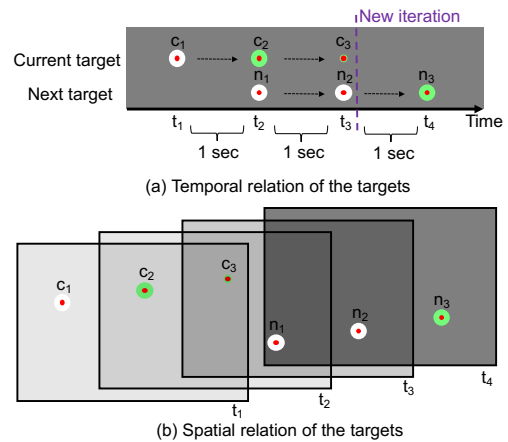 New iteration
c1 c2 c3
Current target
n1 n2 n3
Next target
Time
t1 t2 t3 t4
1 sec 1 sec 1 sec
(a) Temporal relation of the targets
c1 c2 c3
n1 n2 n3
t1 t2 t3 t4
(b) Spatial relation of the targets